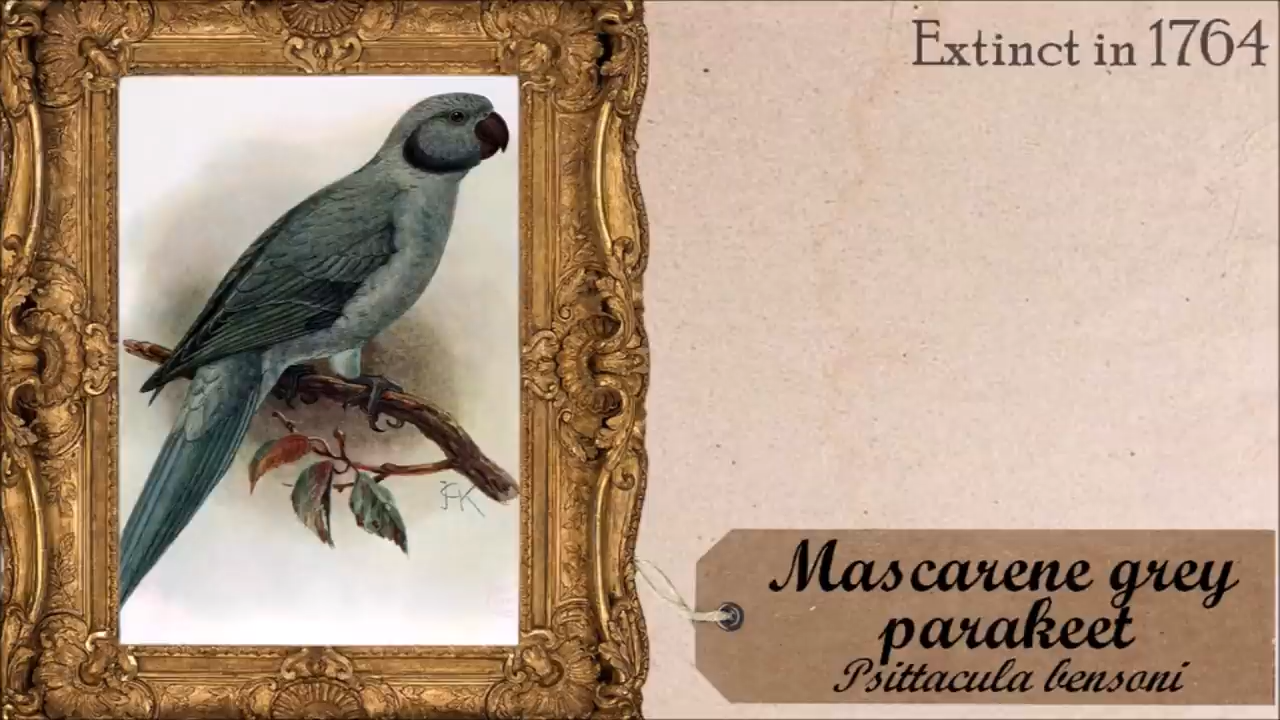 Extinct in 1764
Mascarene grey
parakeet
Psittacula bensoni